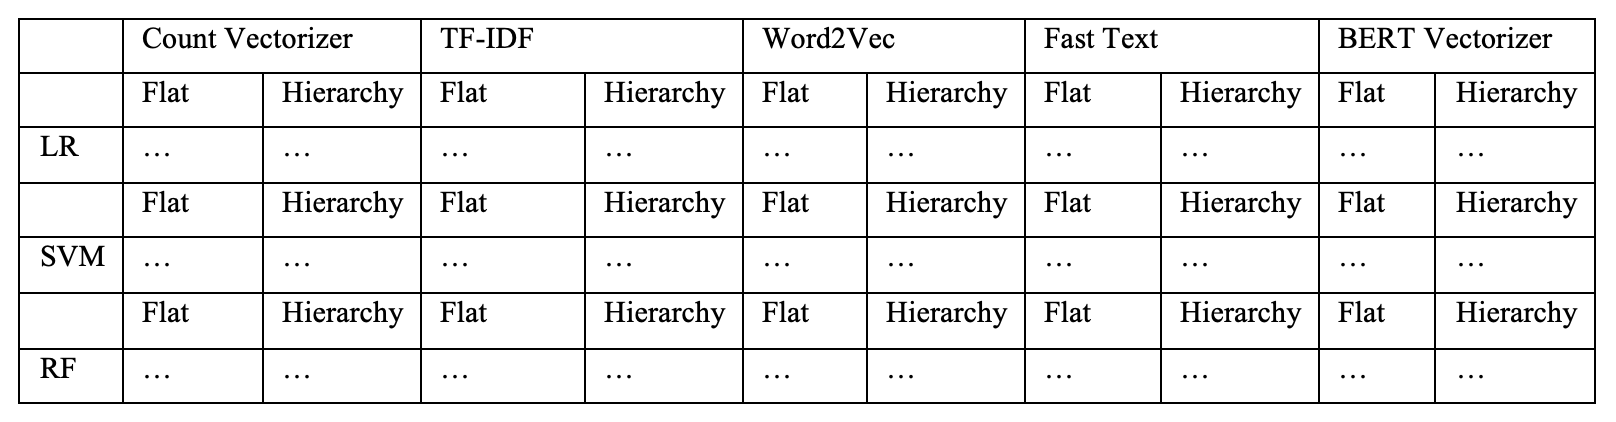 Count Vectorizer TF-IDF Word2Vec Fast Text BERT Vectorizer
Flat Hierarchy Flat Hierarchy Flat Hierarchy Flat Hierarchy Flat Hierarchy
LR … … … … … … … … … …
Flat Hierarchy Flat Hierarchy Flat Hierarchy Flat Hierarchy Flat Hierarchy
SVM … … … … … … … … … …
Flat Hierarchy Flat Hierarchy Flat Hierarchy Flat Hierarchy Flat Hierarchy
RF … … … … … … … … … …